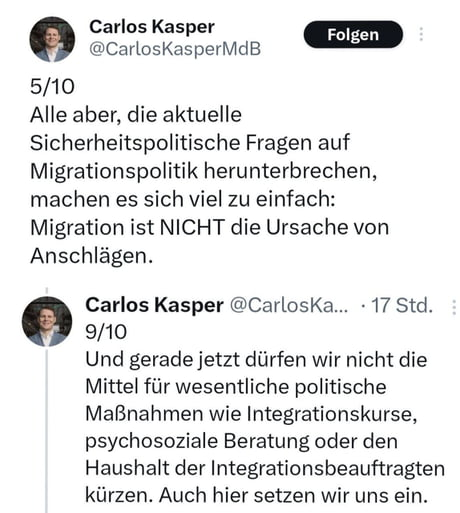 Carlos Kasper
@CarlosKasperMdB
Folgen
5/10
Alle aber, die aktuelle
Sicherheitspolitische Fragen auf
Migrationspolitik herunterbrechen,
machen es sich viel zu einfach:
Migration ist NICHT die Ursache von
Anschlägen.
Carlos Kasper @CarlosKa... · 17 Std.
9/10
Und gerade jetzt dürfen wir nicht die
Mittel für wesentliche politische
Maßnahmen wie Integrationskurse,
psychosoziale Beratung oder den
Haushalt der Integrationsbeauftragten
kürzen. Auch hier setzen wir uns ein.